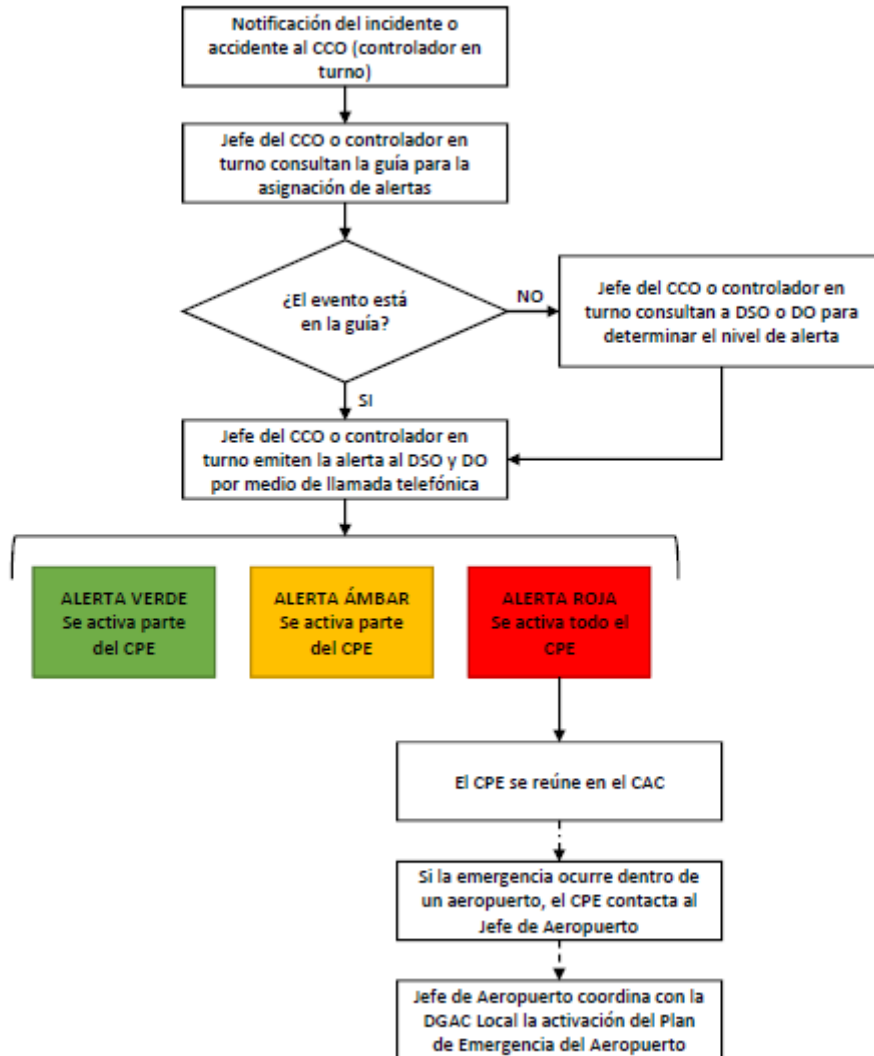 Notificación del incidente o
accidente al CCO (controlador en
turno)
Jefe del CCO o controlador en
turno consultan la guía para la
asignación de alertas
¿El evento está
en la guía?
NO
Jefe del CCO o controlador en
turno consultan a DSO o DO para
determinar el nivel de alerta
SI
Jefe del CCO o controlador en
turno emiten la alerta al DSO y DO
por medio de llamada telefónica
ALERTA VERDE
Se activa parte
del CPE
ALERTA ÁMBAR
Se activa parte
del CPE
ALERTA ROJA
Se activa todo el
CPE
El CPE se reúne en el CAC
Si la emergencia ocurre dentro de
un aeropuerto, el CPE contacta al
Jefe de Aeropuerto
Jefe de Aeropuerto coordina con la
DGAC Local la activación del Plan
de Emergencia del Aeropuerto